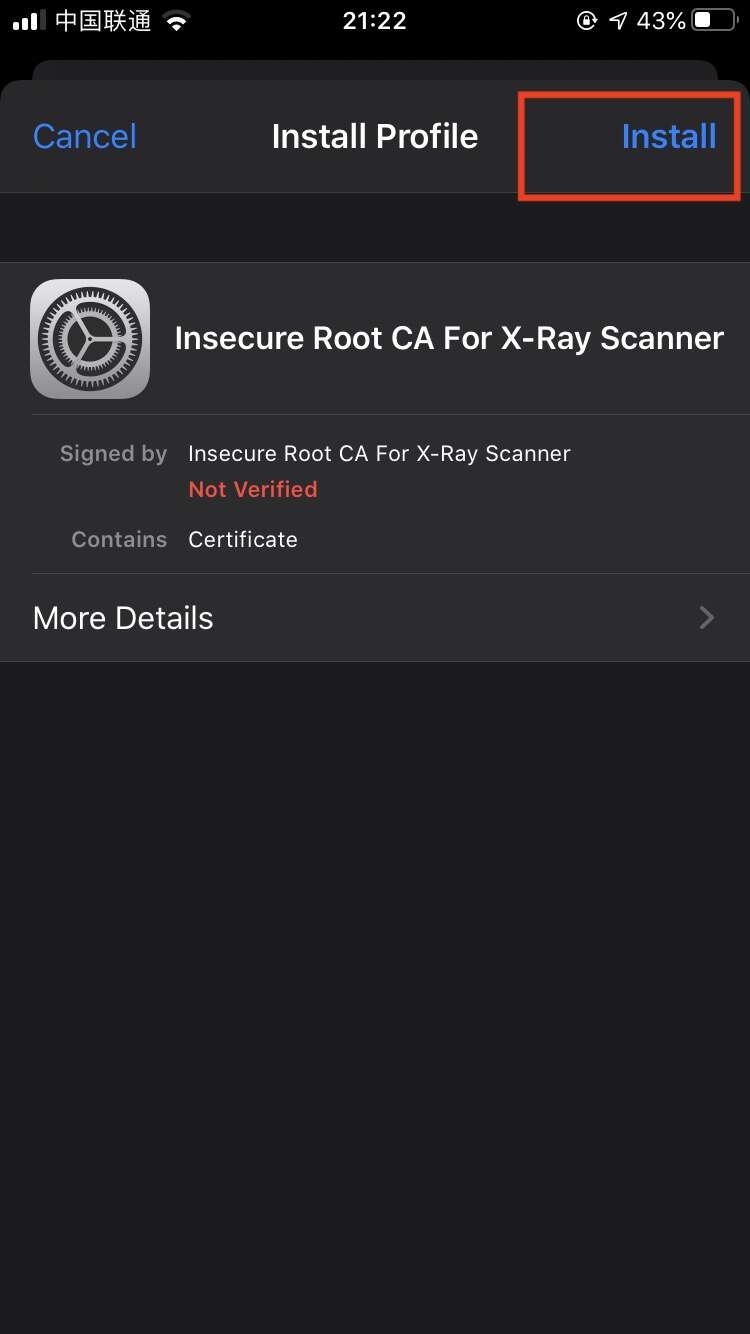 中国联通 21:22 43%
Cancel Install Profile Install
Insecure Root CA For X-Ray Scanner
Signed by Insecure Root CA For X-Ray Scanner
Not Verified
Contains Certificate
More Details